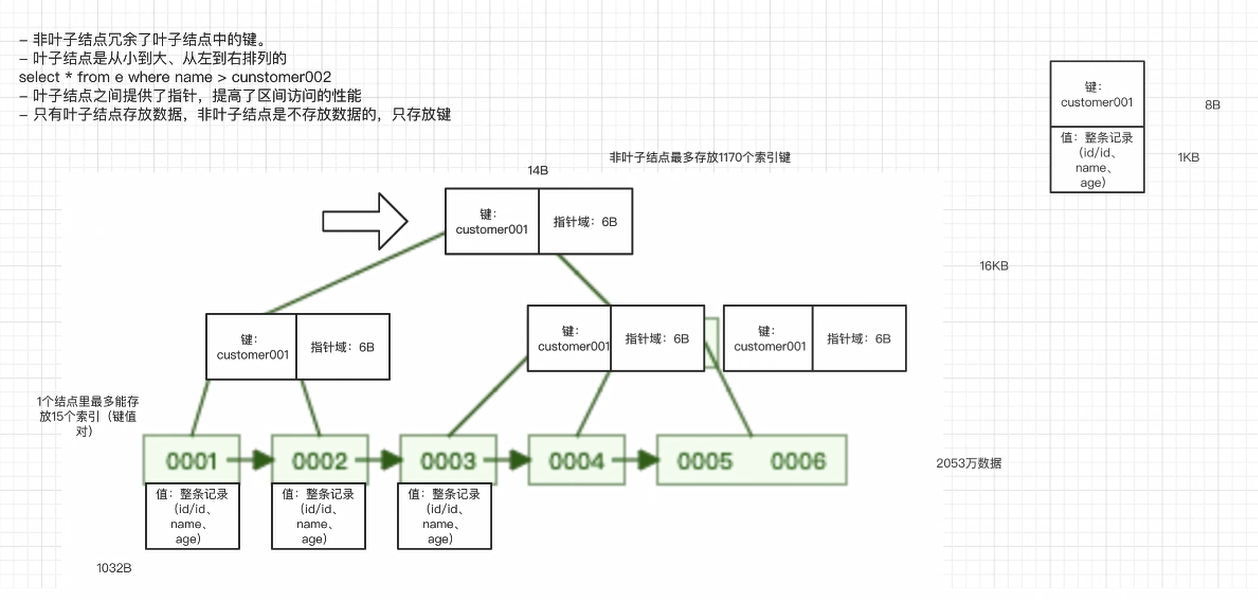 – 非叶子结点冗余了叶子结点中的键。
– 叶子结点是从小到大、从左到右排列的
select * from e where name > cunstomer002
– 叶子结点之间提供了指针，提高了区间访问的性能
– 只有叶子结点存放数据，非叶子结点是不存放数据的，只存放键
键：
customer001
8B
值：整条记录
（id/id、
name、
age）
1KB
非叶子结点最多存放1170个索引键
14B
键：
customer001
指针域：6B
16KB
键：
customer001
指针域：6B
键：
customer001
指针域：6B
键：
customer001
指针域：6B
1个结点里最多能存
放15个索引（键值
对）
0001
0002
0003
0004
0005
0006
2053万数据
值：整条记录
（id/id、
name、
age）
值：整条记录
（id/id、
name、
age）
值：整条记录
（id/id、
name、
age）
1032B